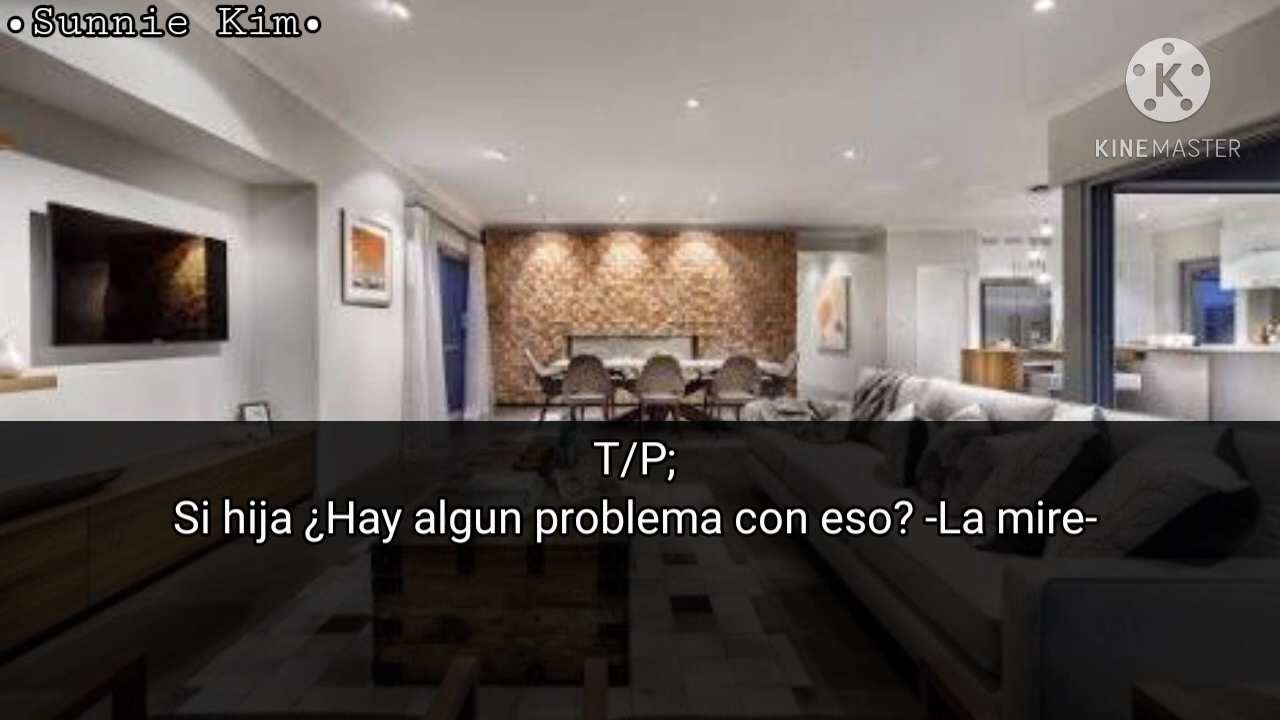 •Sunnie Kim•
K
KINEMASTER
T/P;
Si hija ¿Hay algun problema con eso? -La mire-